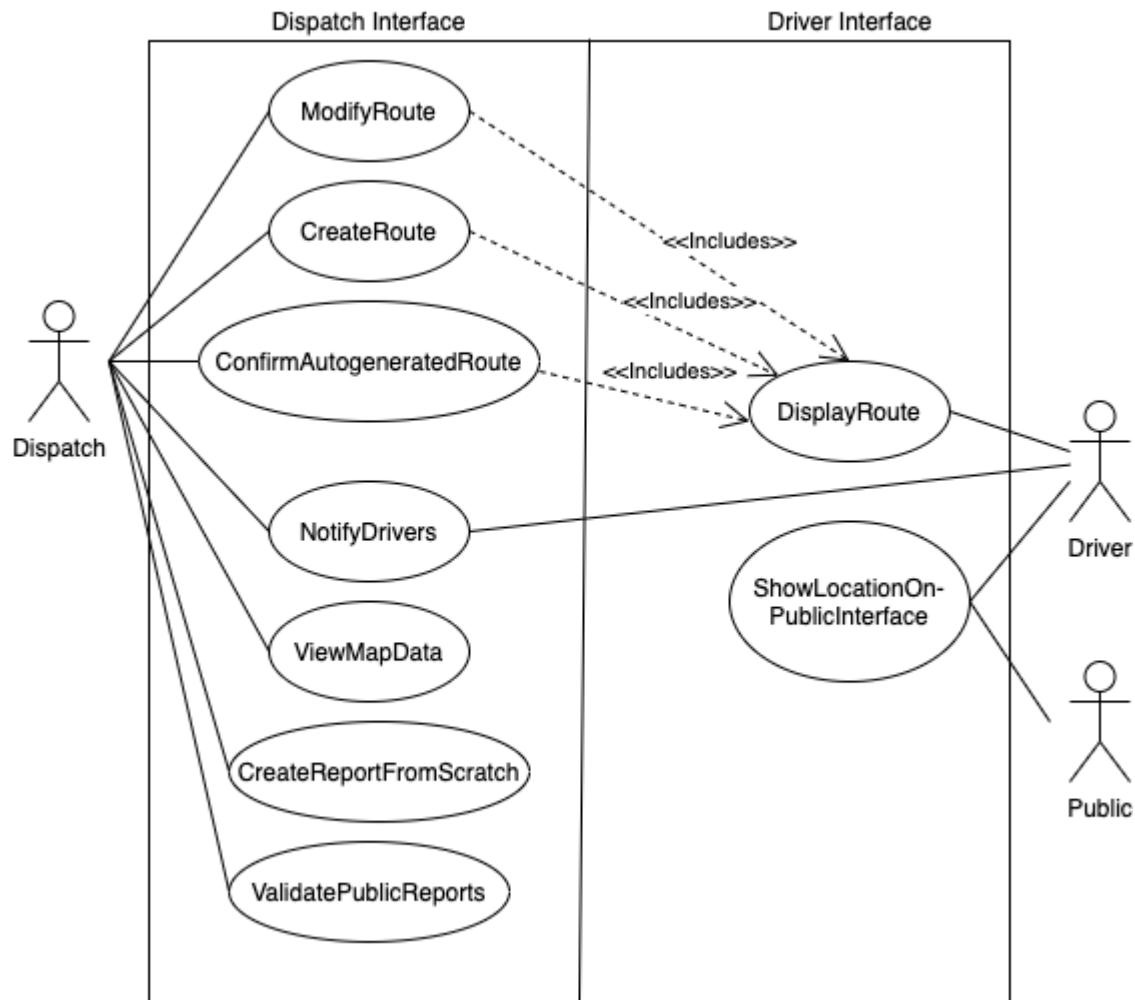 Dispatch Interface
Driver Interface
ModifyRoute
CreateRoute
<<Includes>>
<<Includes>>
ConfirmAutogeneratedRoute
<<Includes>>
DisplayRoute
Dispatch
NotifyDrivers
Driver
ShowLocationOn-
PublicInterface
ViewMapData
CreateReportFromScratch
Public
ValidatePublicReports